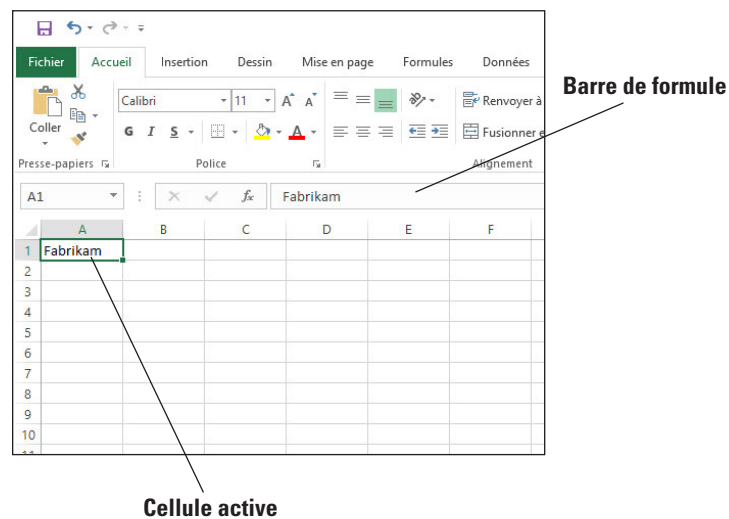 Fichier Accueil Insertion Dessin Mise en page Formules Données
Barre de formule
Calibri 11 A A Renvoyer à
Coller
G I S A Fusionner e
Presse-papiers Police Alignement
A1 fx Fabrikam
A B C D E F
1 Fabrikam
2
3
4
5
6
7
8
9
10
Cellule active